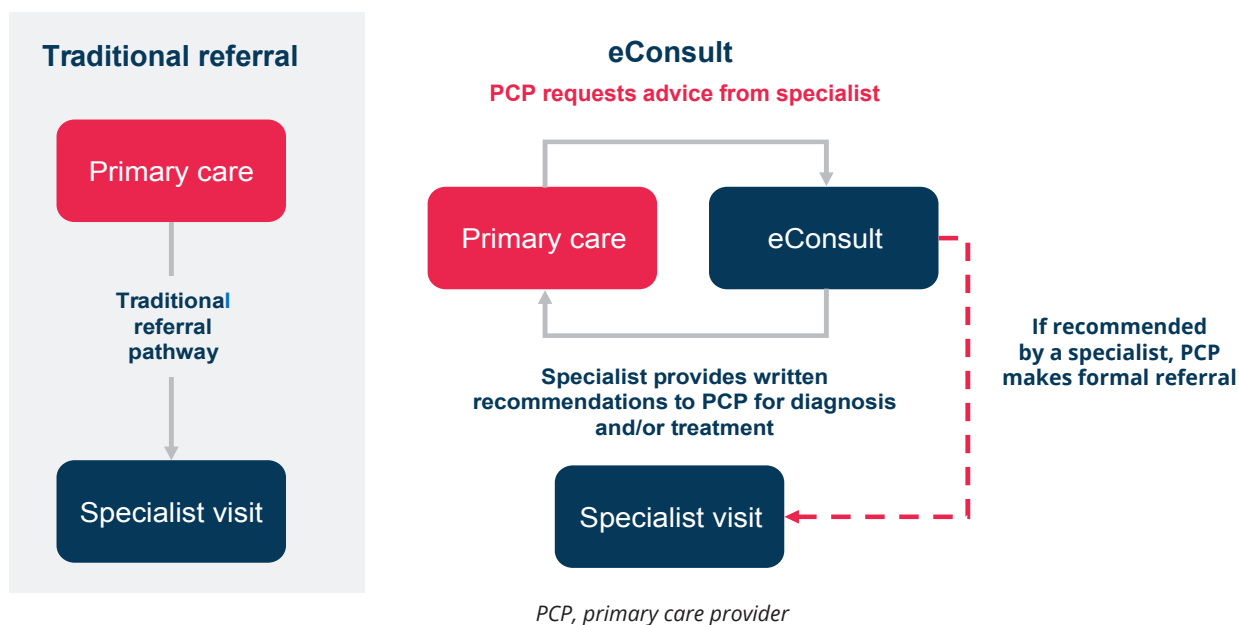 Traditional referral
Primary care
Traditional
referral
pathway
Specialist visit
eConsult
PCP requests advice from specialist
Primary care
eConsult
Specialist provides written
recommendations to PCP for diagnosis
and/or treatment
If recommended
by a specialist, PCP
makes formal referral
Specialist visit
PCP, primary care provider